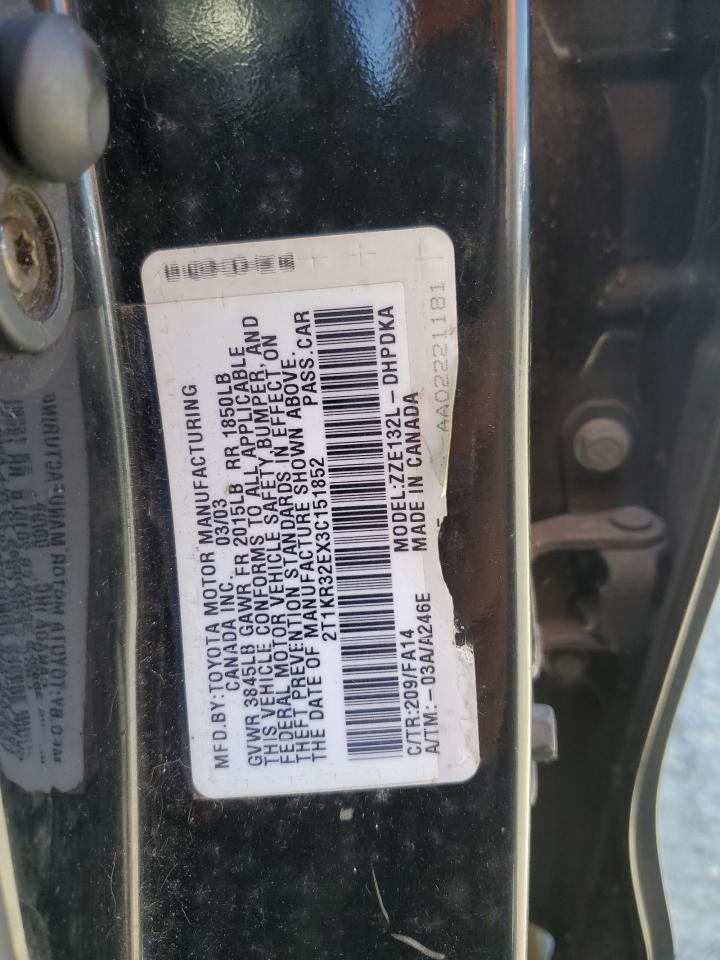 MFD.BY:TOYOTA MOTOR MANUFACTURING
CANADA INC. 03/03
GVWR 3845LB GAWR FR 2015LB RR 1850LB
THIS VEHICLE CONFORMS TO ALL APPLICABLE
FEDERAL MOTOR VEHICLE SAFETY, BUMPER, AND
THEFT PREVENTION STANDARDS IN EFFECT ON
THE DATE OF MANUFACTURE SHOWN ABOVE.
2T1KR32EX3C151852 PASS.CAR
C/TR:209/FA14 MODEL:ZZE132L-DHPDKA
A/TM:-03A/A246E MADE IN CANADA
AA02221181